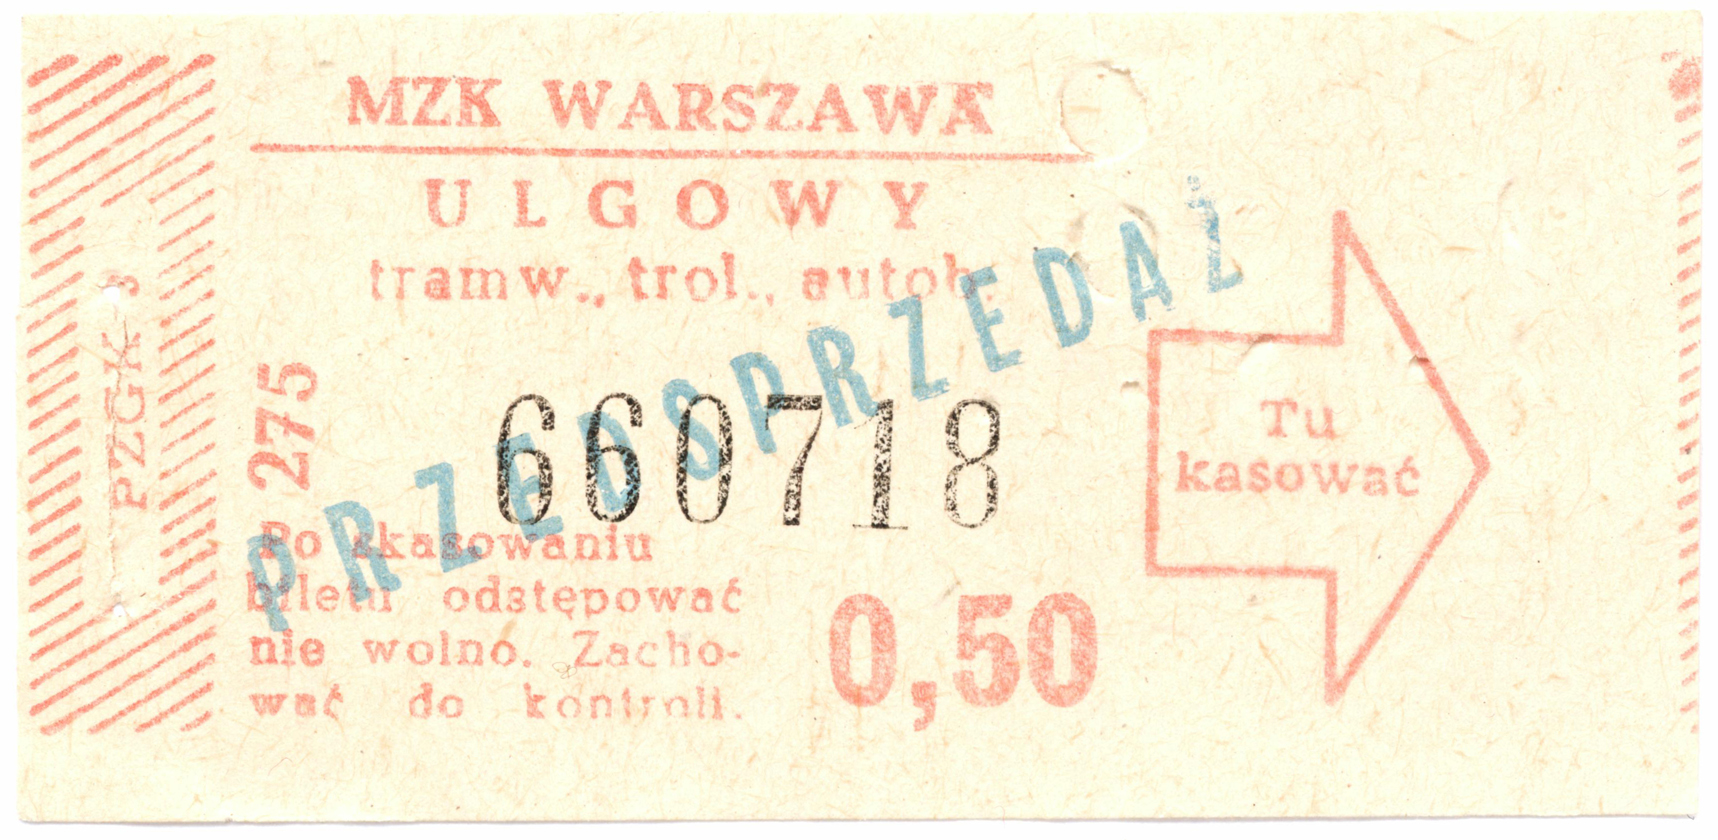 MZK WARSZAWA
ULGOWY
tramw., trol., autob.
PRZEDSPRZEDAŻ
PZGK 3
275
660718
Po skasowaniu
biletu odstępować
nie wolno. Zacho-
wać do kontroli.
0,50
Tu
kasować